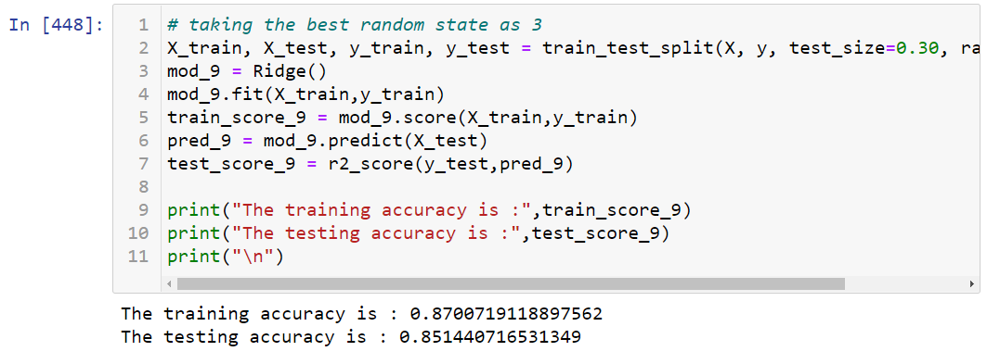 In [448]:
1 # taking the best random state as 3
2 X_train, X_test, y_train, y_test = train_test_split(X, y, test_size=0.30, ra
3 mod_9 = Ridge()
4 mod_9.fit(X_train,y_train)
5 train_score_9 = mod_9.score(X_train,y_train)
6 pred_9 = mod_9.predict(X_test)
7 test_score_9 = r2_score(y_test,pred_9)
8
9 print("The training accuracy is :",train_score_9)
10 print("The testing accuracy is :",test_score_9)
11 print("\n")
The training accuracy is : 0.8700719118897562
The testing accuracy is : 0.851440716531349